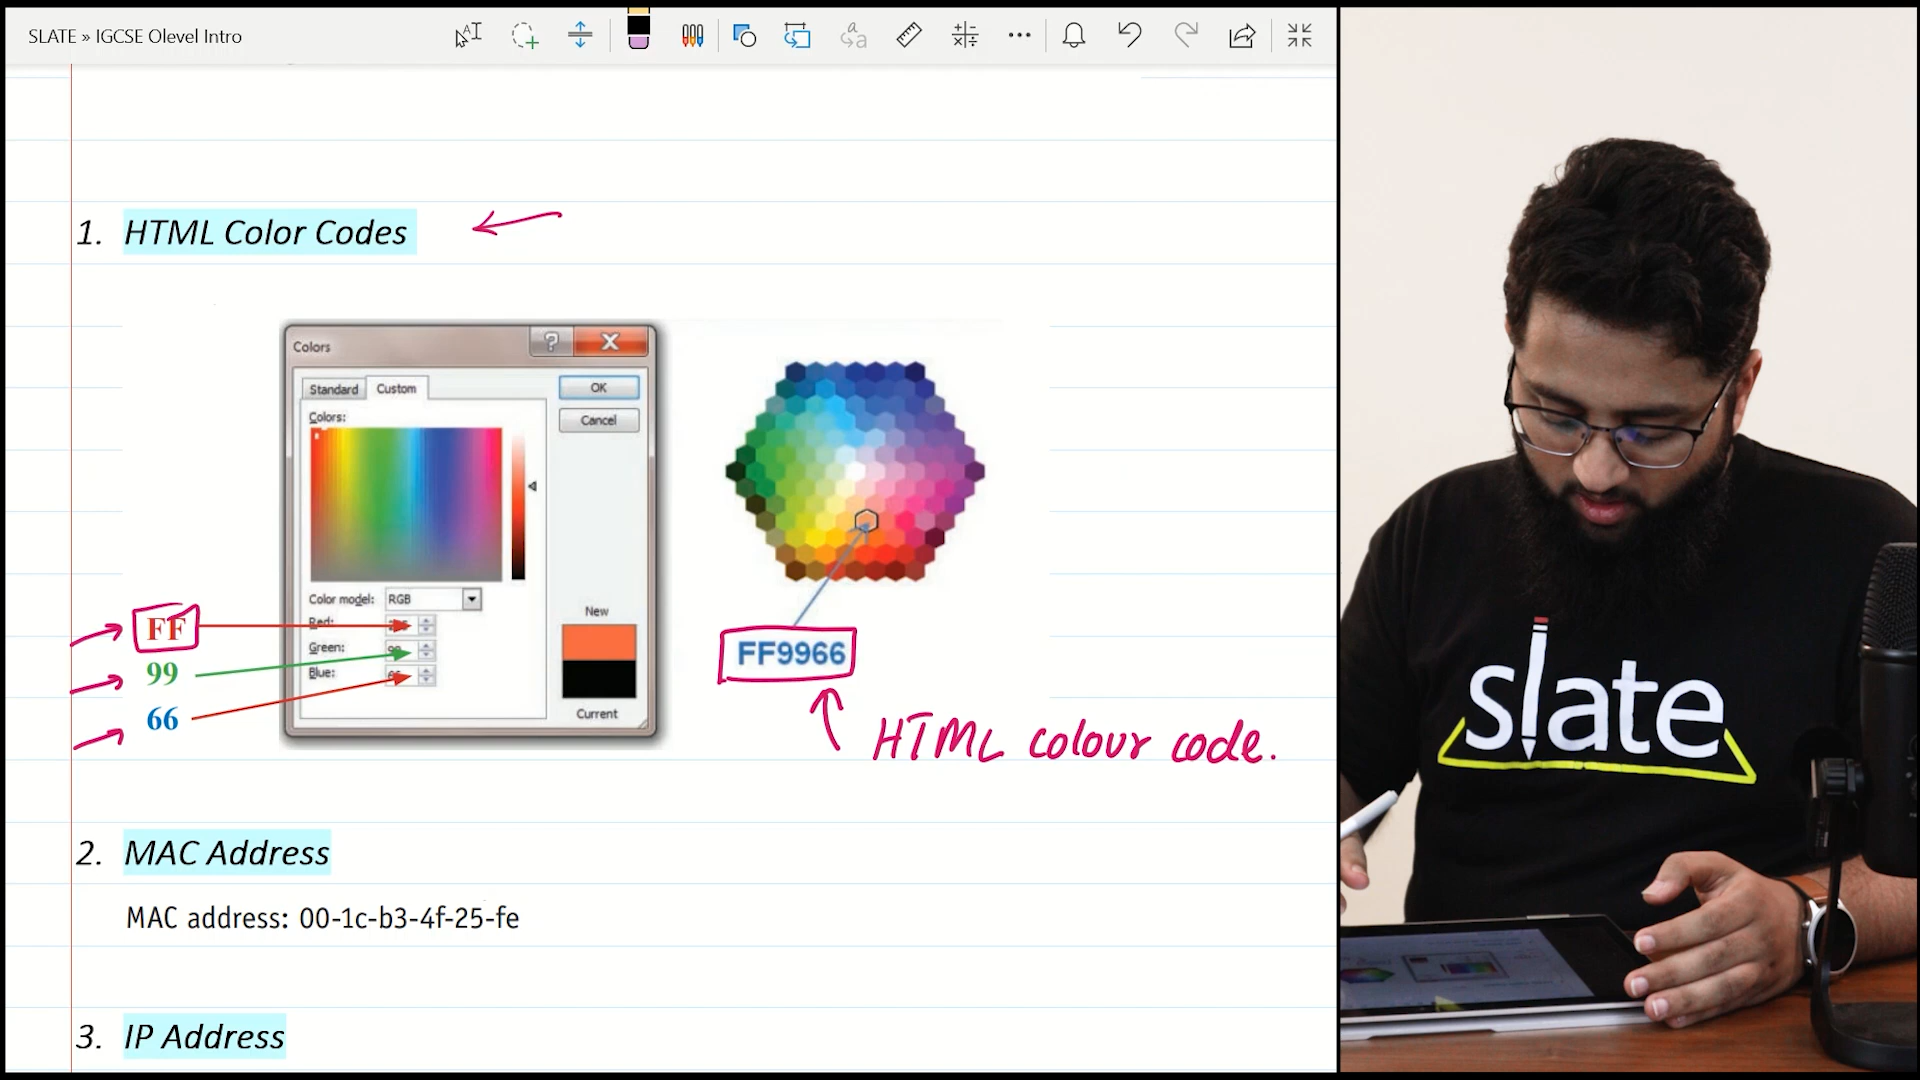 SLATE » IGCSE Olevel Intro
1. HTML Color Codes
Colors
Standard Custom
OK
Colors:
Cancel
Color model: RGB
New
FF
Red:
99
Green:
66
Blue:
Current
FF9966
HTML colour code.
2. MAC Address
MAC address: 00-1c-b3-4f-25-fe
3. IP Address
slate